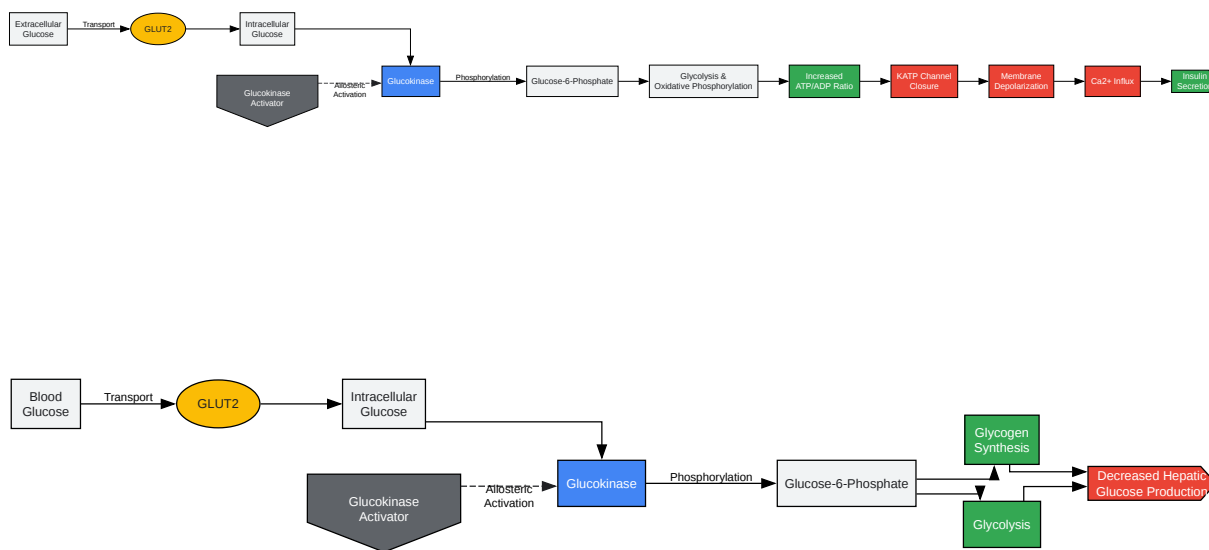 Extracellular
Glucose
Transport
GLUT2
Intracellular
Glucose
Glucokinase
Activator
Allosteric
Activation
Glucokinase
Phosphorylation
Glucose-6-Phosphate
Glycolysis &
Oxidative Phosphorylation
Increased
ATP/ADP Ratio
KATP Channel
Closure
Membrane
Depolarization
Ca2+ Influx
Insulin
Secretion
Blood
Glucose
Transport
GLUT2
Intracellular
Glucose
Glucokinase
Activator
Allosteric
Activation
Glucokinase
Phosphorylation
Glucose-6-Phosphate
Glycogen
Synthesis
Glycolysis
Decreased Hepatic
Glucose Production